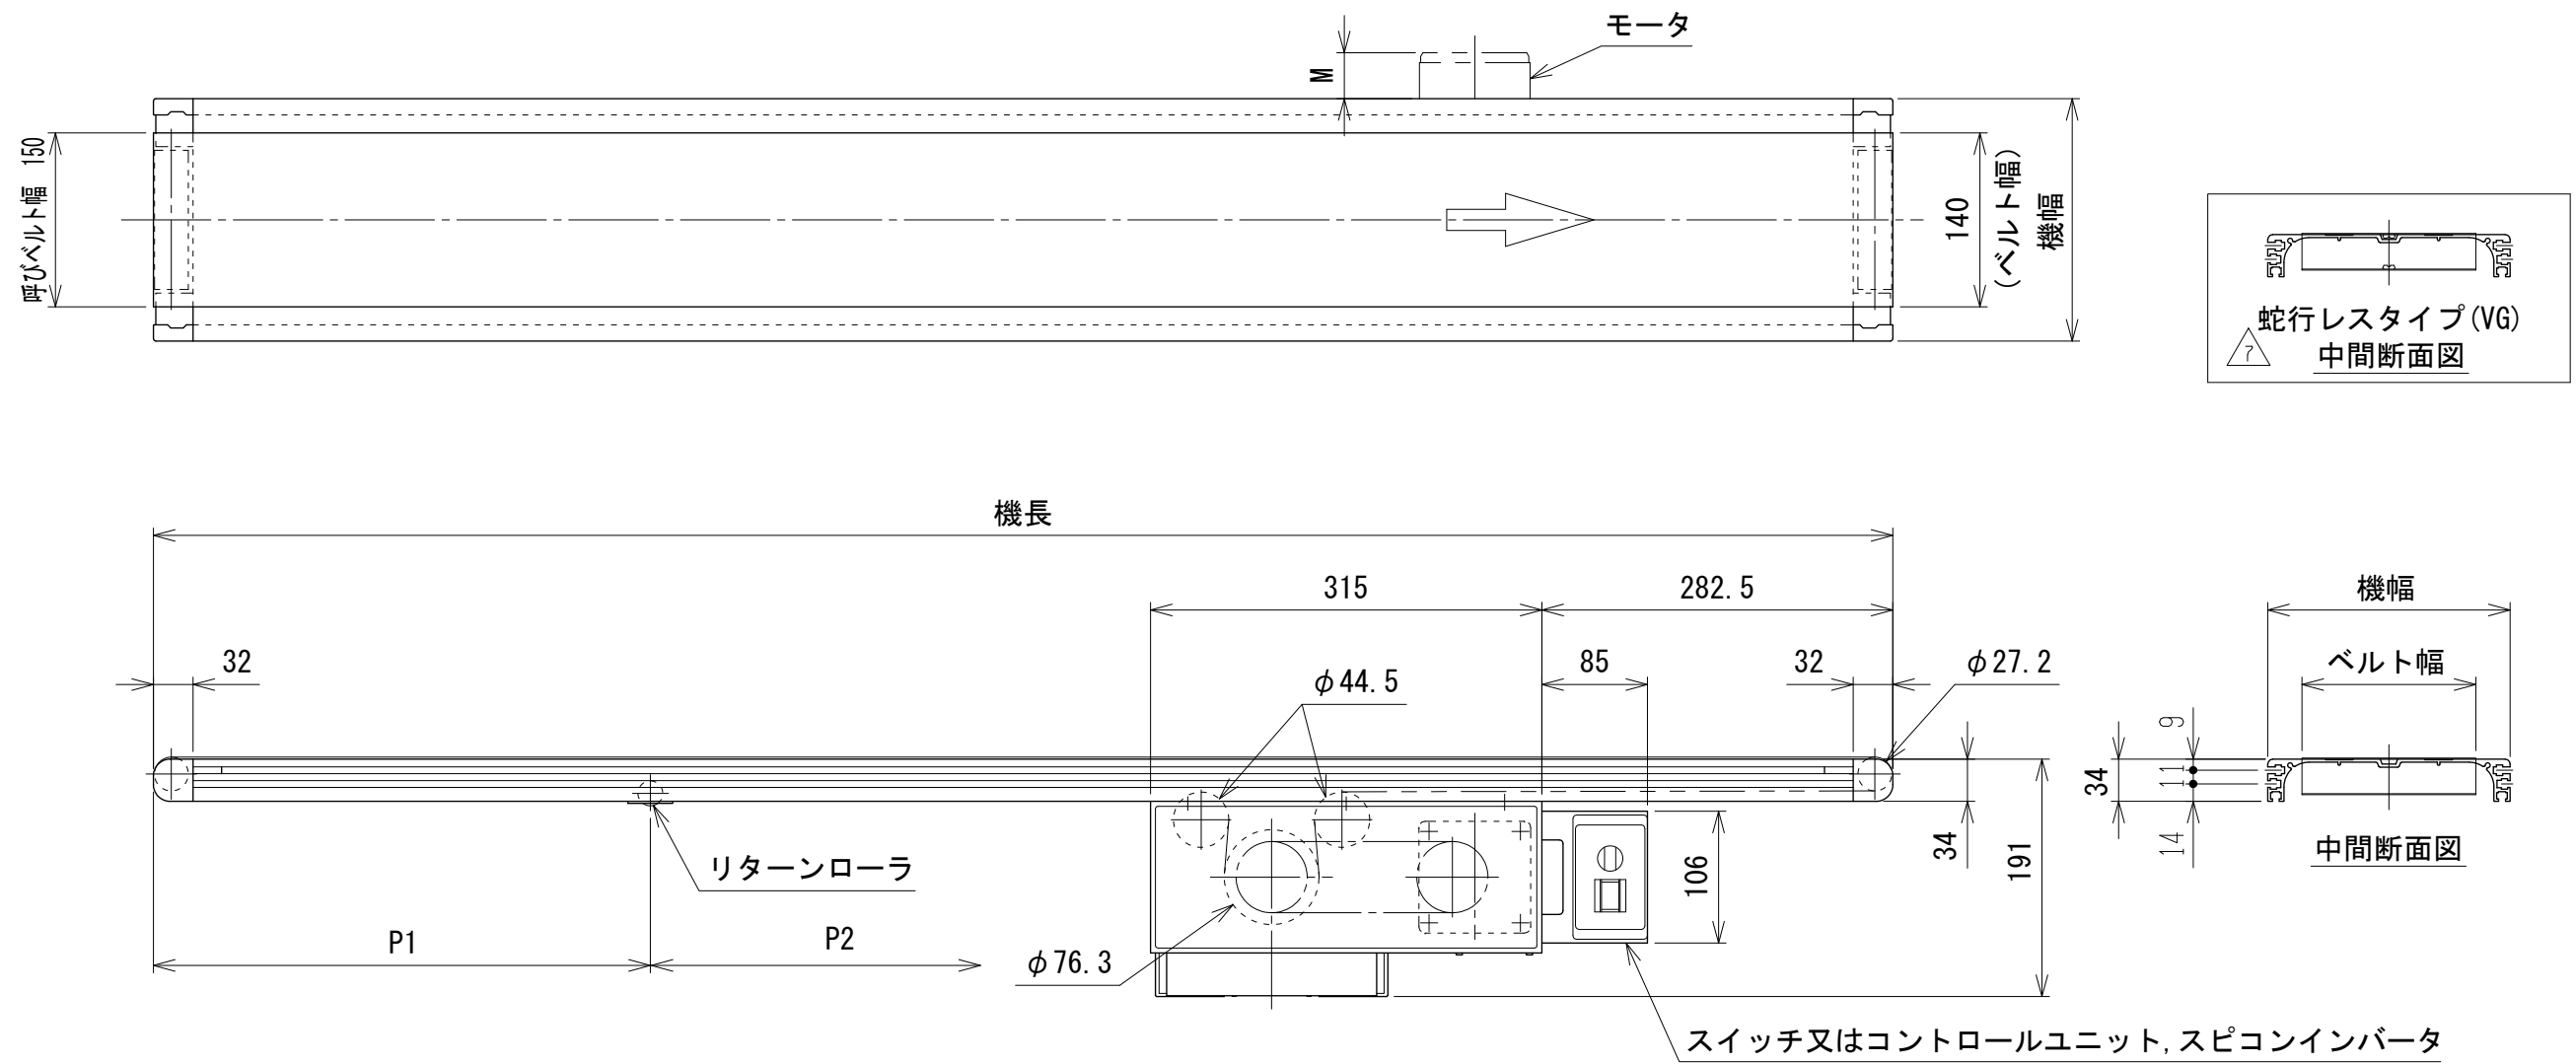 モータ
M
呼びベルト幅 150
140
(ベルト幅)
機幅
蛇行レスタイプ(VG)
7
中間断面図
機長
315
282.5
機幅
32
φ44.5
85
32
φ27.2
ベルト幅
9
11
34
14
34
191
106
リターンローラ
中間断面図
P1
P2
φ76.3
スイッチ又はコントロールユニット,スピコンインバータ